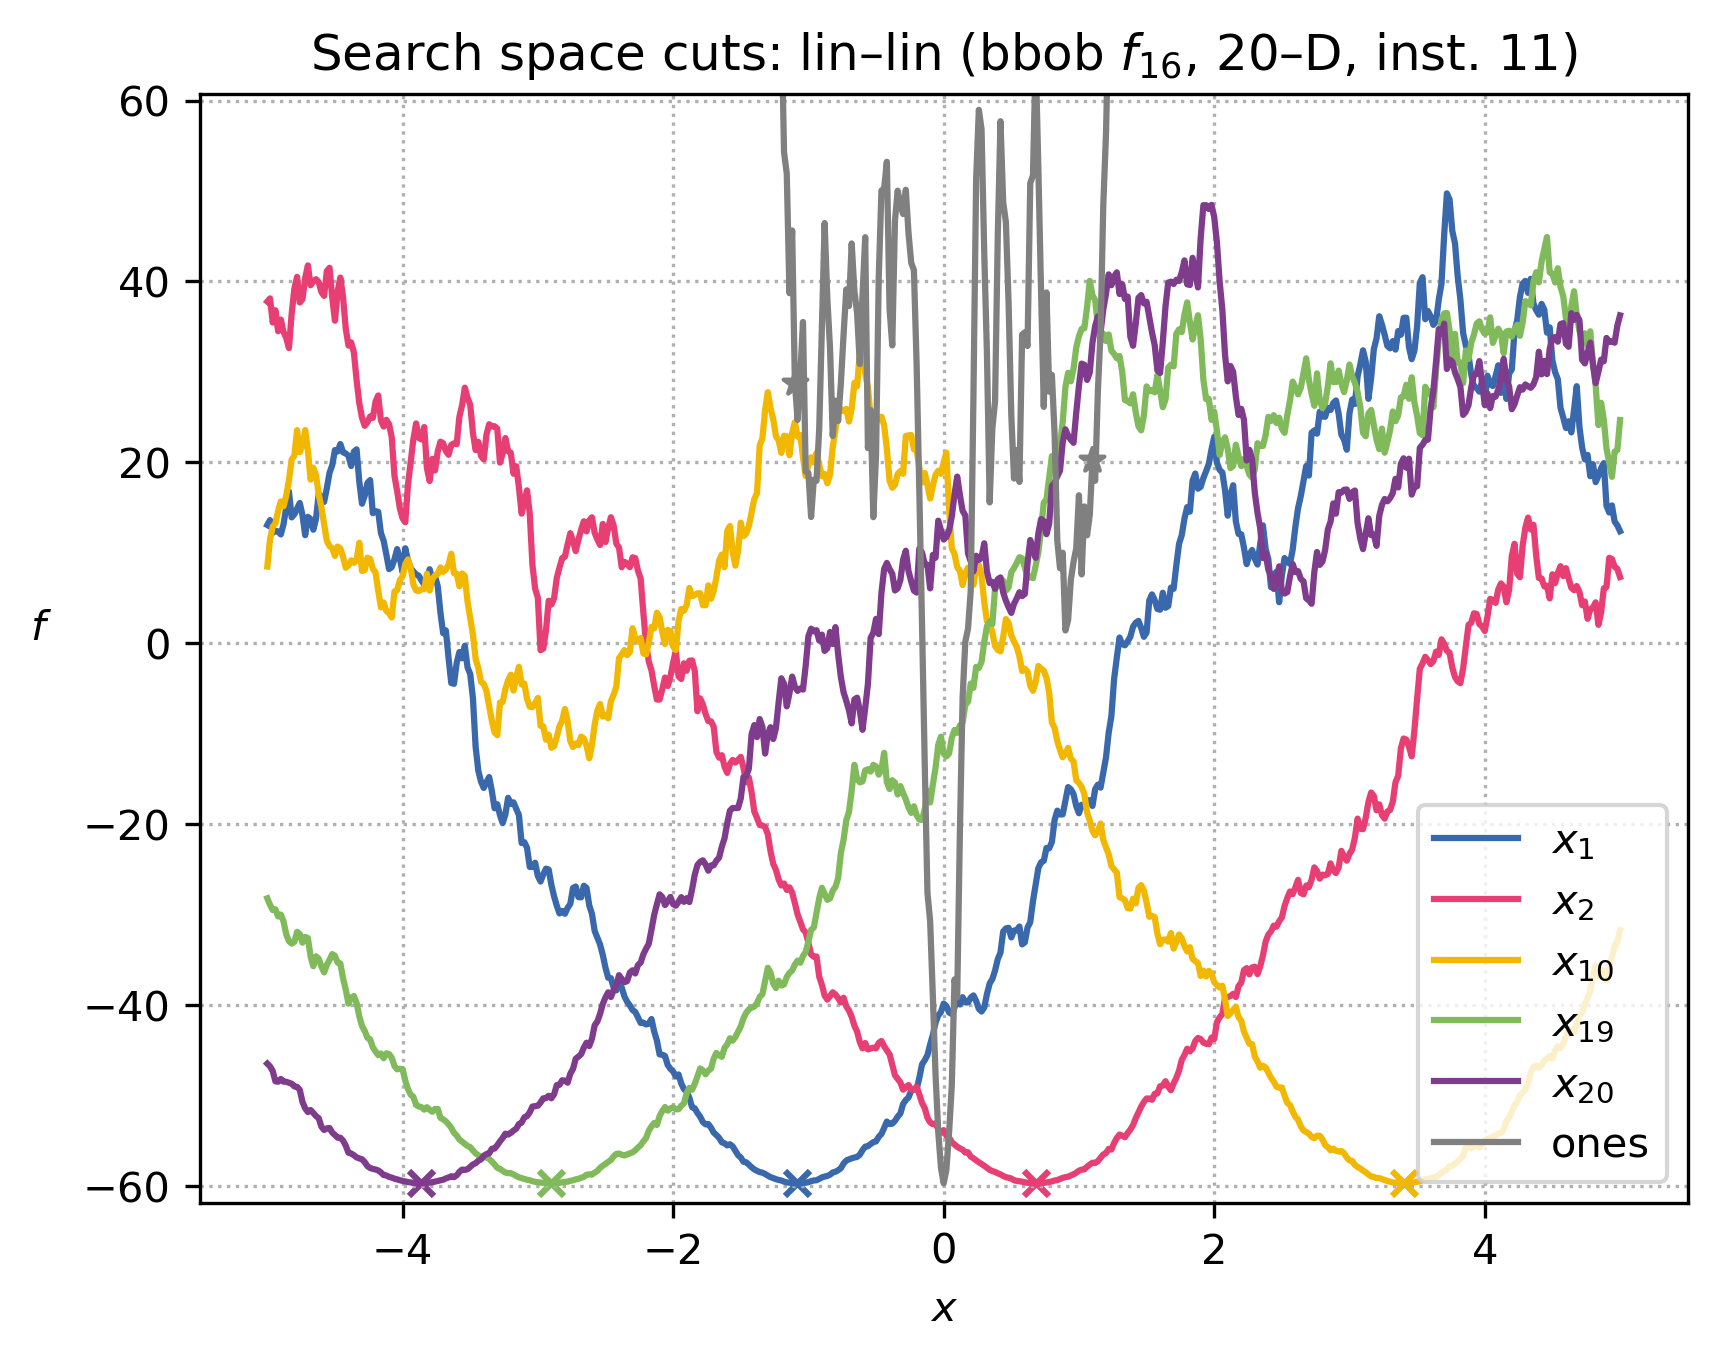 Search space cuts: lin–lin (bbob f₁₆, 20–D, inst. 11)
60
40
20
0
−20
−40
−60
f
−4
−2
0
2
4
x
x₁
x₂
x₁₀
x₁₉
x₂₀
ones